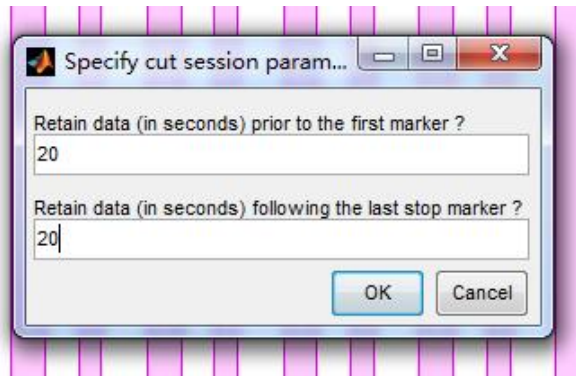 Specify cut session param...
Retain data (in seconds) prior to the first marker ?
20
Retain data (in seconds) following the last stop marker ?
20
OK
Cancel